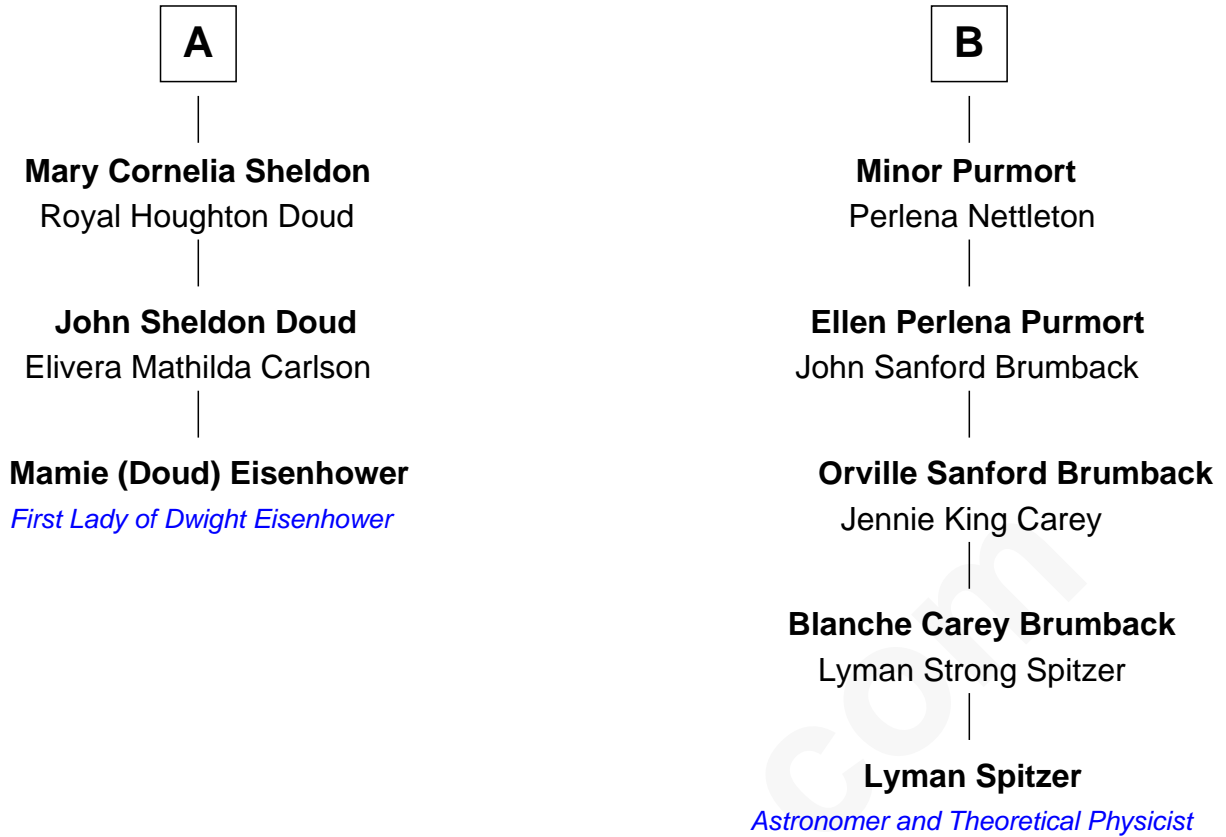 A
Mary Cornelia Sheldon
Royal Houghton Doud
John Sheldon Doud
Elivera Mathilda Carlson
Mamie (Doud) Eisenhower
First Lady of Dwight Eisenhower
B
Minor Purmort
Perlena Nettleton
Ellen Perlena Purmort
John Sanford Brumback
Orville Sanford Brumback
Jennie King Carey
Blanche Carey Brumback
Lyman Strong Spitzer
Lyman Spitzer
Astronomer and Theoretical Physicist
com